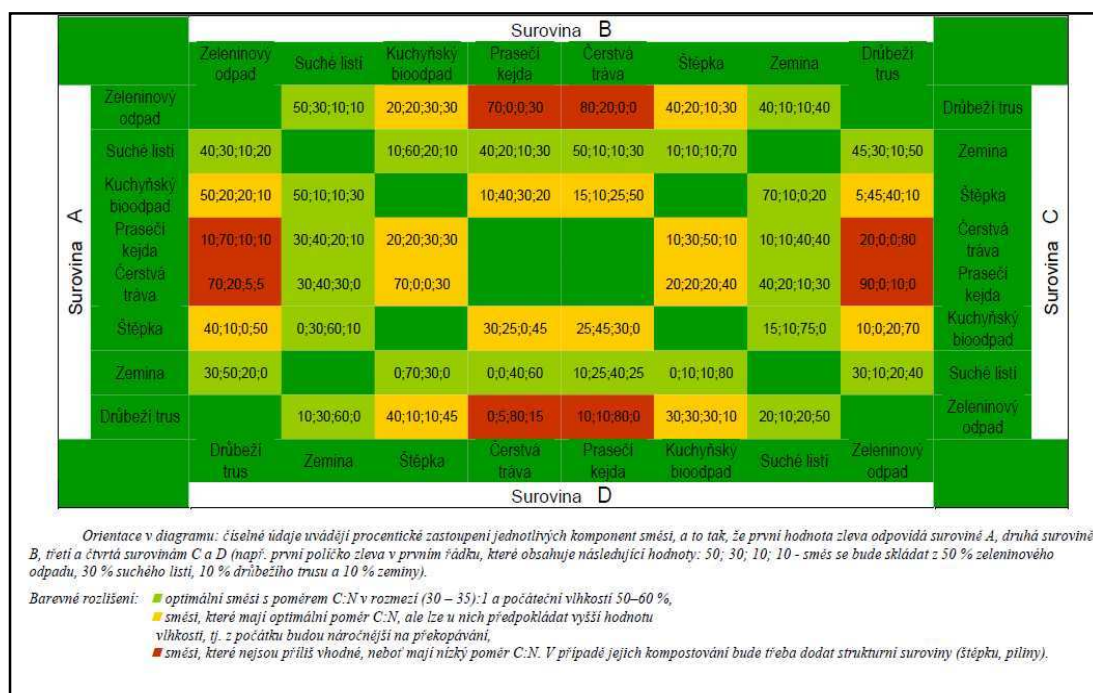 Surovina B
Zeleninový odpad Suché listí Kuchyňský bioodpad Prasečí kejda Čerstvá tráva Štěpka Zemina Drůbeží trus
Surovina A
Surovina C
Zeleninový odpad 50;30;10;10 20;20;30;30 70;0;0;30 80;20;0;0 40;20;10;30 40;10;10;40 Drůbeží trus
Suché listí 40;30;10;20 10;60;20;10 40;20;10;30 50;10;10;30 10;10;10;70 45;30;10;50 Zemina
Kuchyňský bioodpad 50;20;20;10 50;10;10;30 10;40;30;20 15;10;25;50 70;10;0;20 5;45;40;10 Štěpka
Prasečí kejda 10;70;10;10 30;40;20;10 20;20;30;30 10;30;50;10 10;10;40;40 20;0;0;80 Čerstvá tráva
Čerstvá tráva 70;20;5;5 30;40;30;0 70;0;0;30 20;20;20;40 40;20;10;30 90;0;10;0 Prasečí kejda
Štěpka 40;10;0;50 0;30;60;10 30;25;0;45 25;45;30;0 15;10;75;0 10;0;20;70 Kuchyňský bioodpad
Zemina 30;50;20;0 0;70;30;0 0;0;40;60 10;25;40;25 0;10;10;80 30;10;20;40 Suché listí
Drůbeží trus 10;30;60;0 40;10;10;45 0;5;80;15 10;10;80;0 30;30;30;10 20;10;20;50 Zeleninový odpad
Drůbeží trus Zemina Štěpka Čerstvá tráva Prasečí kejda Kuchyňský bioodpad Suché listí Zeleninový odpad
Surovina D
Orientace v diagramu: číselné údaje uvádějí procentické zastoupení jednotlivých komponent směsi, a to tak, že první hodnota zleva odpovídá surovině A, druhá surovině
B, třetí a čtvrtá surovinám C a D (např. první políčko zleva v prvním řádku, které obsahuje následující hodnoty: 50; 30; 10; 10 - směs se bude skládat z 50 % zeleninového
odpadu, 30 % suchého listí, 10 % drůbežího trusu a 10 % zeminy).
Barevné rozlišení: optimální směsi s poměrem C:N v rozmezí (30 – 35):1 a počáteční vlhkostí 50–60 %,
směsi, které mají optimální poměr C:N, ale lze u nich předpokládat vyšší hodnotu
vlhkosti, tj. z počátku budou náročnější na překopávání,
směsi, které nejsou příliš vhodné, neboť mají nízký poměr C:N. V případě jejich kompostování bude třeba dodat strukturní suroviny (štěpku, piliny).